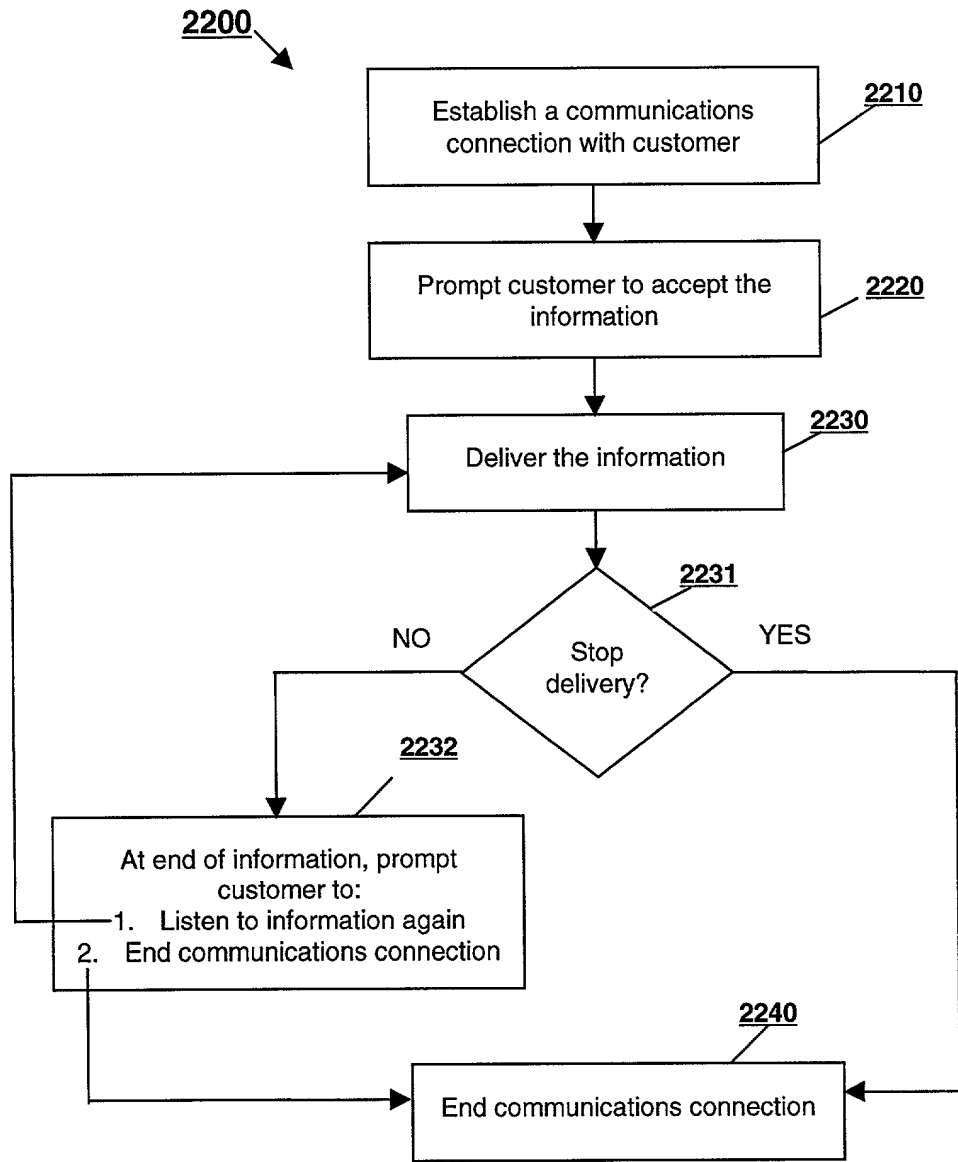 2200
Establish a communications
connection with customer
2210
Prompt customer to accept the
information
2220
Deliver the information
2230
2231
NO
Stop
delivery?
YES
2232
At end of information, prompt
customer to:
1. Listen to information again
2. End communications connection
2240
End communications connection